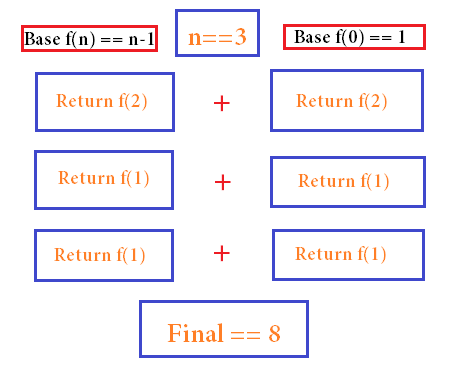 Base f(n) == n-1
n==3
Base f(0) == 1
Return f(2)
+
Return f(2)
Return f(1)
+
Return f(1)
Return f(1)
+
Return f(1)
Final == 8